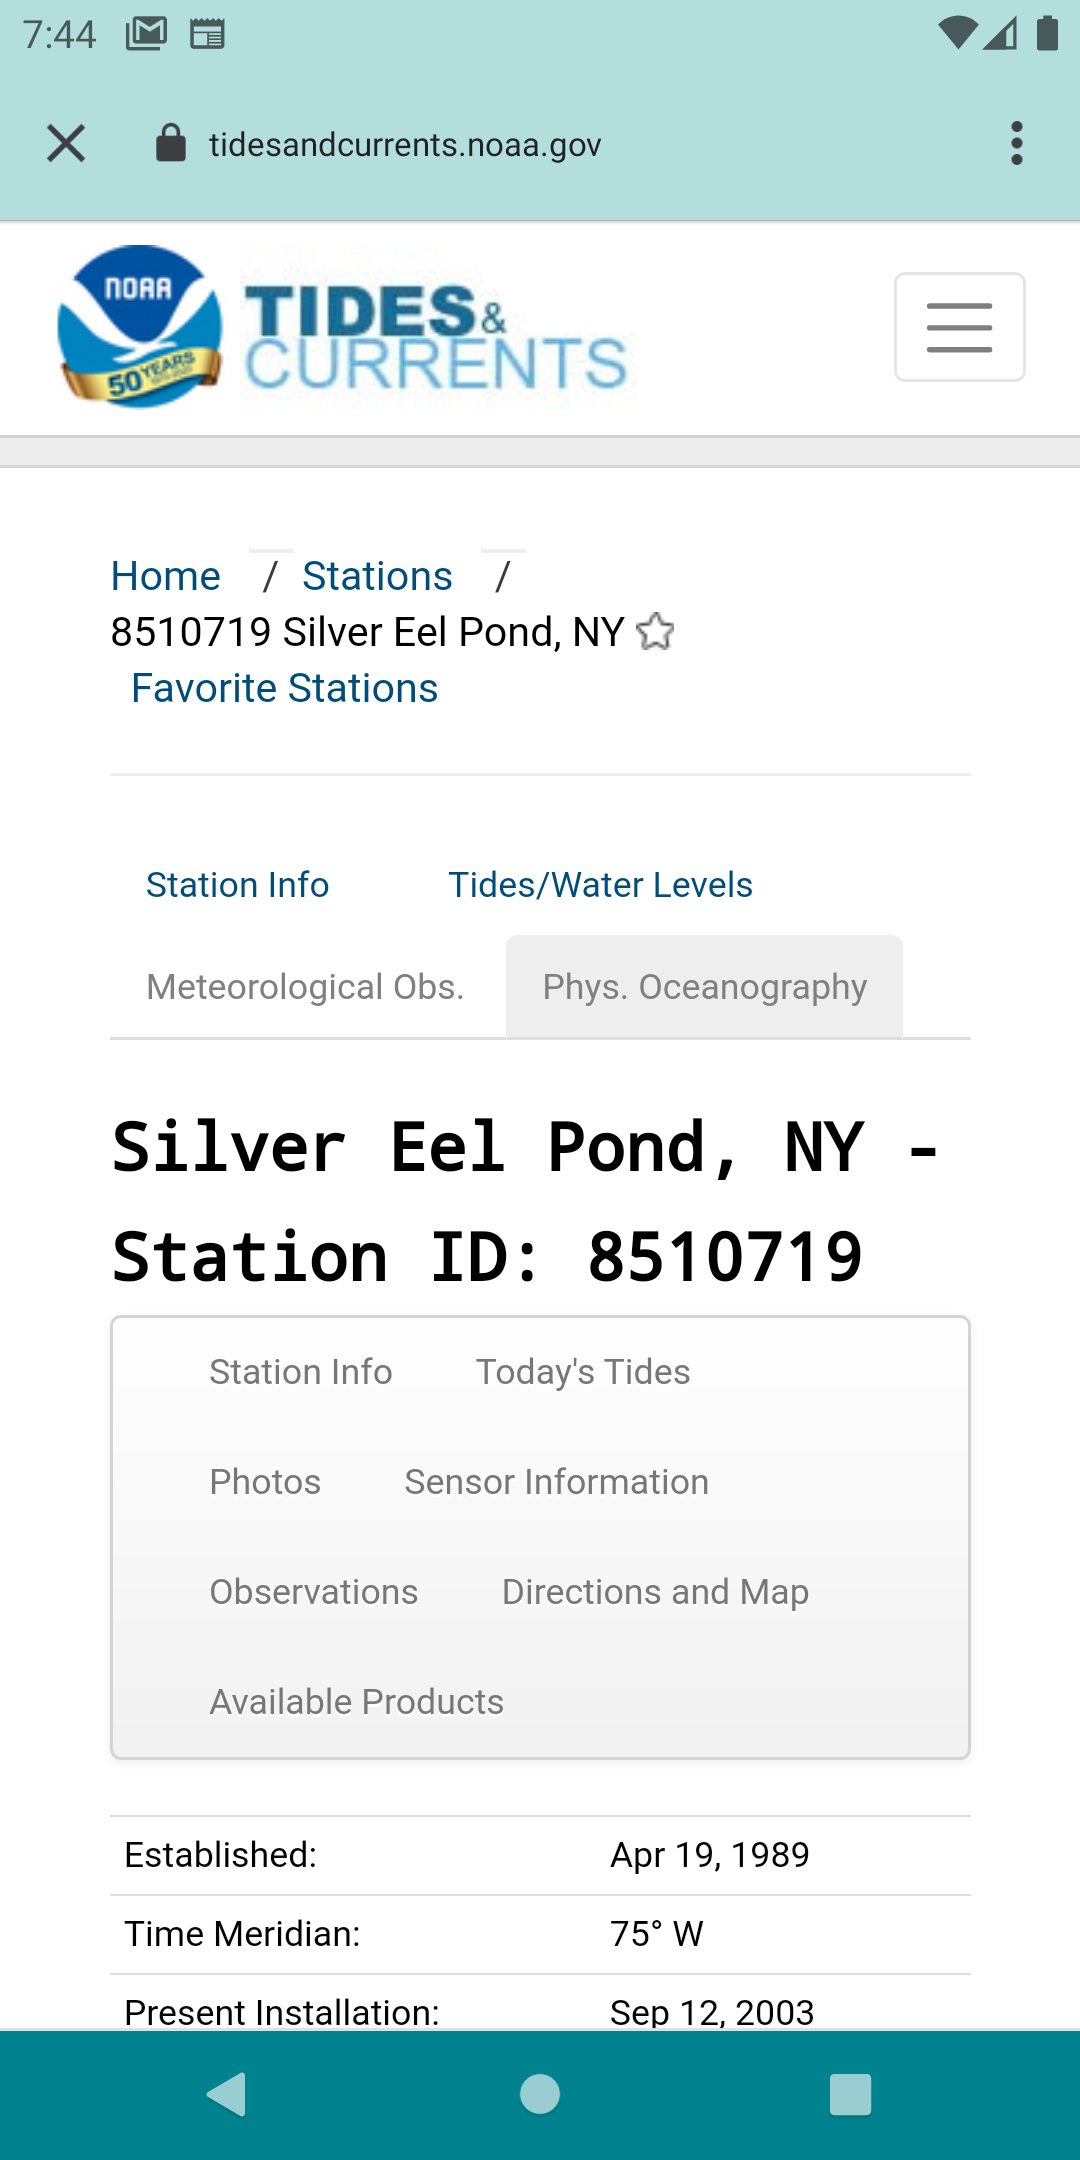 7:44
tidesandcurrents.noaa.gov
NOAA
50 YEARS
TIDES &
CURRENTS
Home / Stations /
8510719 Silver Eel Pond, NY
Favorite Stations
Station Info Tides/Water Levels
Meteorological Obs. Phys. Oceanography
Silver Eel Pond, NY -
Station ID: 8510719
Station Info Today's Tides
Photos Sensor Information
Observations Directions and Map
Available Products
Established: Apr 19, 1989
Time Meridian: 75° W
Present Installation: Sep 12, 2003